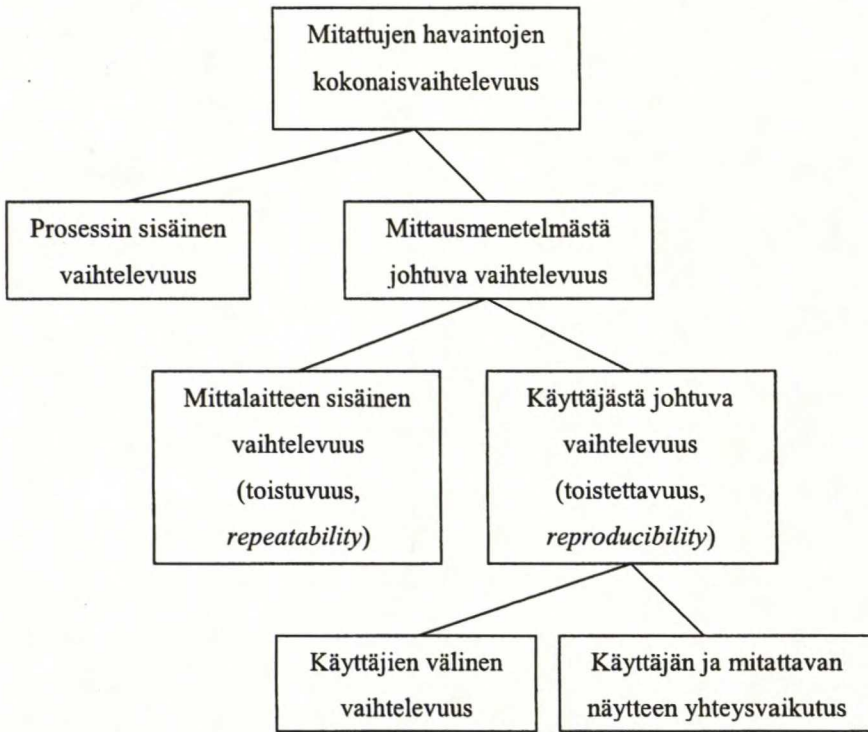 Mitattujen havaintojen
kokonaisvaihtelevuus
Prosessin sisäinen
vaihtelevuus
Mittausmenetelmästä
johtuva vaihtelevuus
Mittalaitteen sisäinen
vaihtelevuus
(toistuvuus,
repeatability)
Käyttäjästä johtuva
vaihtelevuus
(toistettavuus,
reproducibility)
Käyttäjien välinen
vaihtelevuus
Käyttäjän ja mitattavan
näytteen yhteysvaikutus